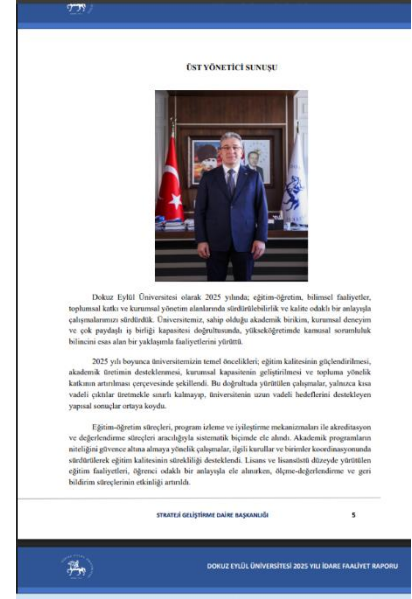 ÜST YÖNETİCİ SUNUŞU
Dokuz Eylül Üniversitesi olarak 2025 yılında; eğitim-öğretim, bilimsel faaliyetler,
toplumsal katkı ve kurumsal yönetim alanlarında sürdürülebilirlik ve kalite odaklı bir anlayışla
çalışmalarımızı sürdürdük. Üniversitemiz, sahip olduğu akademik birikim, kurumsal deneyim
ve çok paydaşlı iş birliği kapasitesi doğrultusunda, yükseköğretimde kamusal sorumluluk
bilincini esas alan bir yaklaşımla faaliyetlerini yürüttü.
2025 yılı boyunca üniversitemizin temel öncelikleri; eğitim kalitesinin güçlendirilmesi,
akademik üretimin desteklenmesi, kurumsal kapasitenin geliştirilmesi ve topluma yönelik
katkının artırılması çerçevesinde şekillendi. Bu doğrultuda yürütülen çalışmalar, yalnızca kısa
vadeli çıktılar üretmekle sınırlı kalmayıp, üniversitenin uzun vadeli hedeflerini destekleyen
yapısal sonuçlar ortaya koydu.
Eğitim-öğretim süreçleri, program izleme ve iyileştirme mekanizmaları ile akreditasyon
ve değerlendirme süreçleri aracılığıyla sistematik biçimde ele alındı. Akademik programların
niteliğini güvence altına almaya yönelik çalışmalar, ilgili kurullar ve birimler koordinasyonunda
sürdürülerek eğitim kalitesinin sürekliliği desteklendi. Lisans ve lisansüstü düzeyde yürütülen
eğitim faaliyetleri, öğrenci odaklı bir anlayışla ele alınırken, ölçme-değerlendirme ve geri
bildirim süreçlerinin etkinliği artırıldı.
STRATEJİ GELİŞTİRME DAİRE BAŞKANLIĞI 5
DOKUZ EYLÜL ÜNİVERSİTESİ 2025 YILI İDARE FAALİYET RAPORU